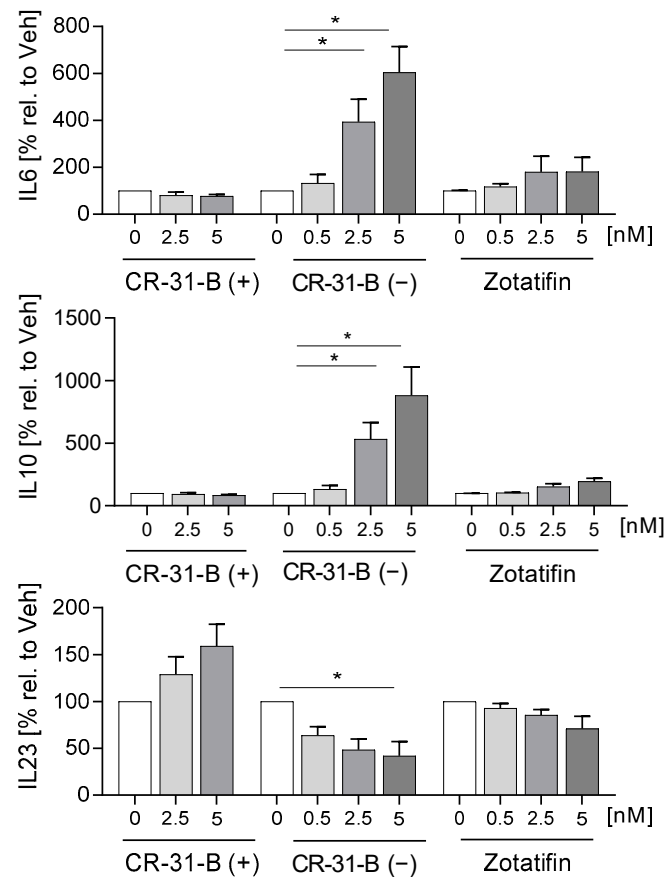 IL6 [% rel. to Veh]
800
600
400
200
0
* 
*
0 2.5 5 0 0.5 2.5 5 0 0.5 2.5 5 [nM]
CR-31-B (+) CR-31-B (−) Zotatifin
IL10 [% rel. to Veh]
1500
1000
500
0
*
*
0 2.5 5 0 0.5 2.5 5 0 0.5 2.5 5 [nM]
CR-31-B (+) CR-31-B (−) Zotatifin
IL23 [% rel. to Veh]
200
150
100
50
0
*
0 2.5 5 0 0.5 2.5 5 0 0.5 2.5 5 [nM]
CR-31-B (+) CR-31-B (−) Zotatifin